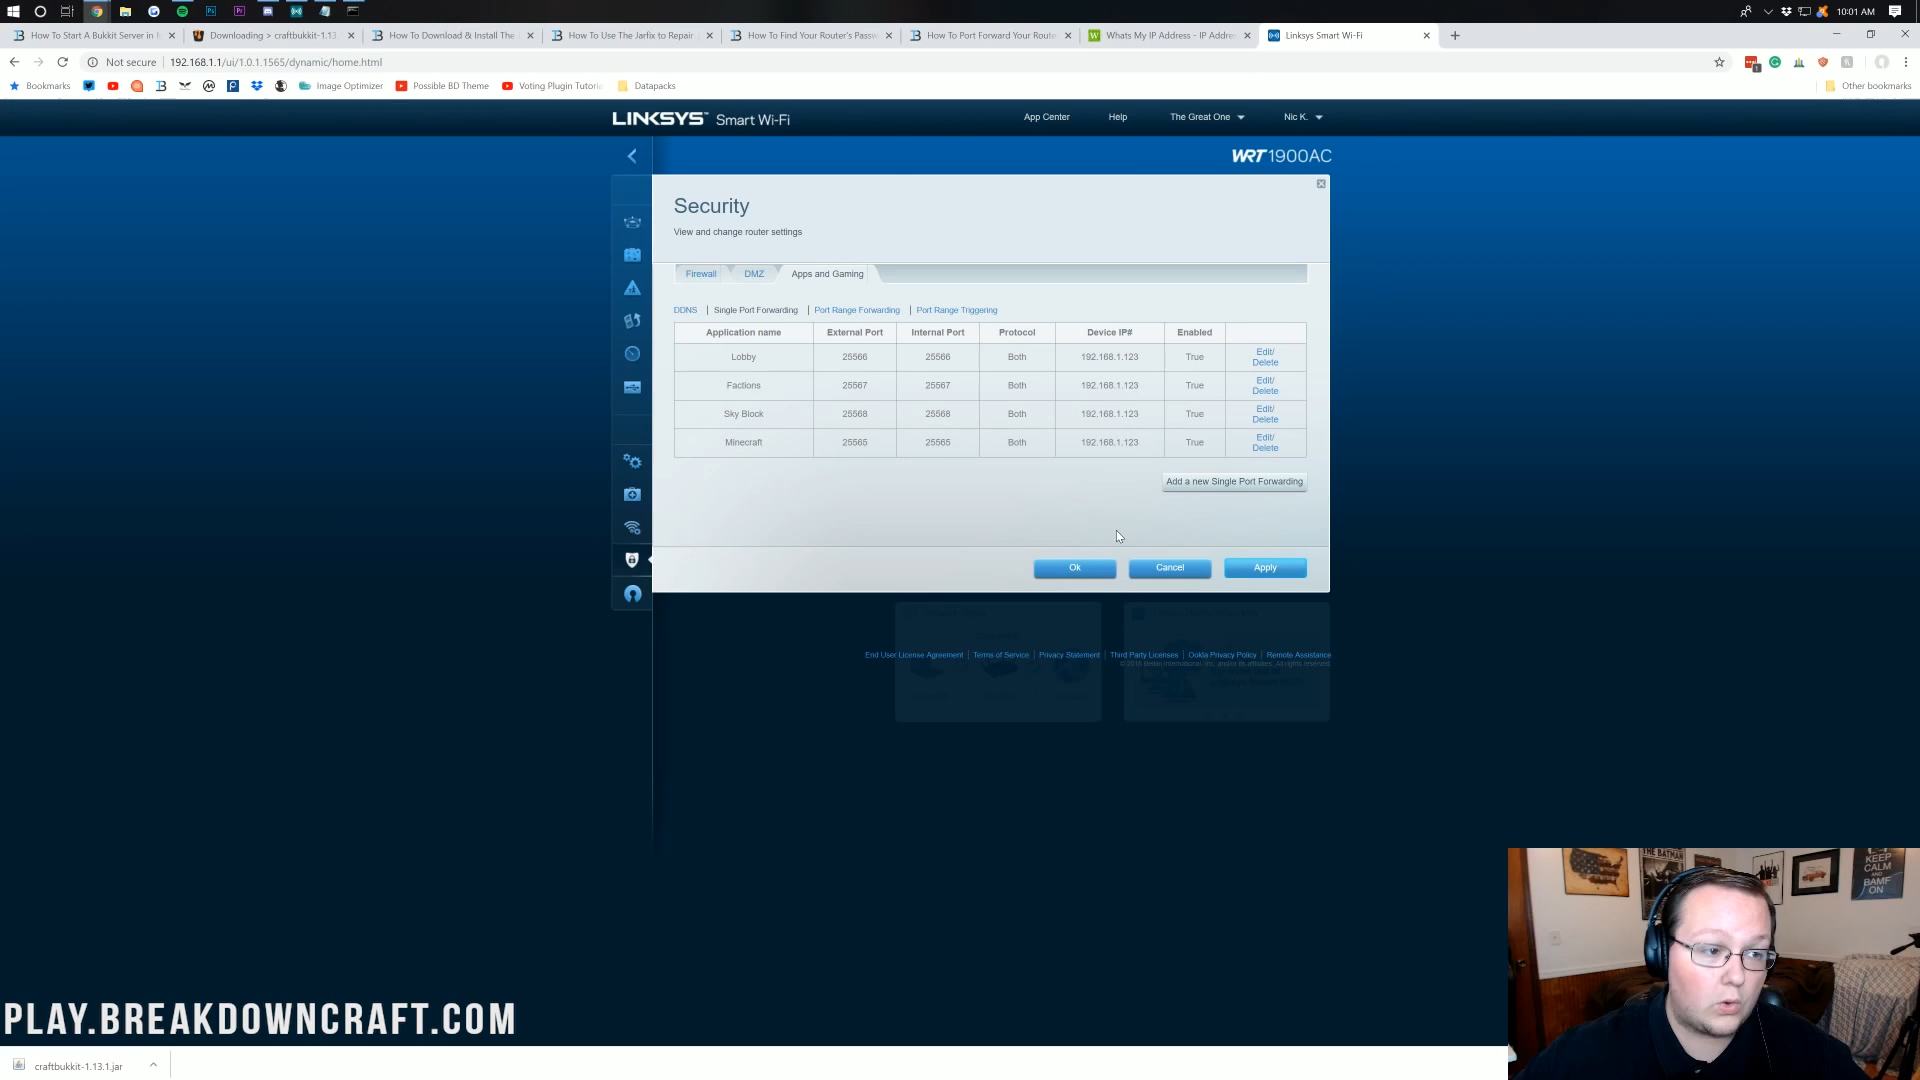 10:01 AM
How To Start A Bukkit Server in
Downloading > craftbukkit-1.13
How To Download & Install The
How To Use The Jarfix to Repair
How To Find Your Router's Passw
How To Port Forward Your Route
Whats My IP Address - IP Addre
Linksys Smart Wi-Fi
Not secure | 192.168.1.1/ui/1.0.1.1565/dynamic/home.html
Bookmarks
Image Optimizer
Possible BD Theme
Voting Plugin Tutoria
Datapacks
Other bookmarks
LINKSYS Smart Wi-Fi
App Center
Help
The Great One
Nic K.
WRT1900AC
Security
View and change router settings
Firewall
DMZ
Apps and Gaming
DDNS | Single Port Forwarding | Port Range Forwarding | Port Range Triggering
Application name External Port Internal Port Protocol Device IP# Enabled
Lobby 25566 25566 Both 192.168.1.123 True Edit/
Delete
Factions 25567 25567 Both 192.168.1.123 True Edit/
Delete
Sky Block 25568 25568 Both 192.168.1.123 True Edit/
Delete
Minecraft 25565 25565 Both 192.168.1.123 True Edit/
Delete
Add a new Single Port Forwarding
Ok
Cancel
Apply
End User License Agreement | Terms of Service | Privacy Statement | Third Party Licenses | Ookla Privacy Policy | Remote Assistance
THE BATMAN
KEEP
CALM
AND
BAMF
ON
PLAY.BREAKDOWNCRAFT.COM
craftbukkit-1.13.1.jar